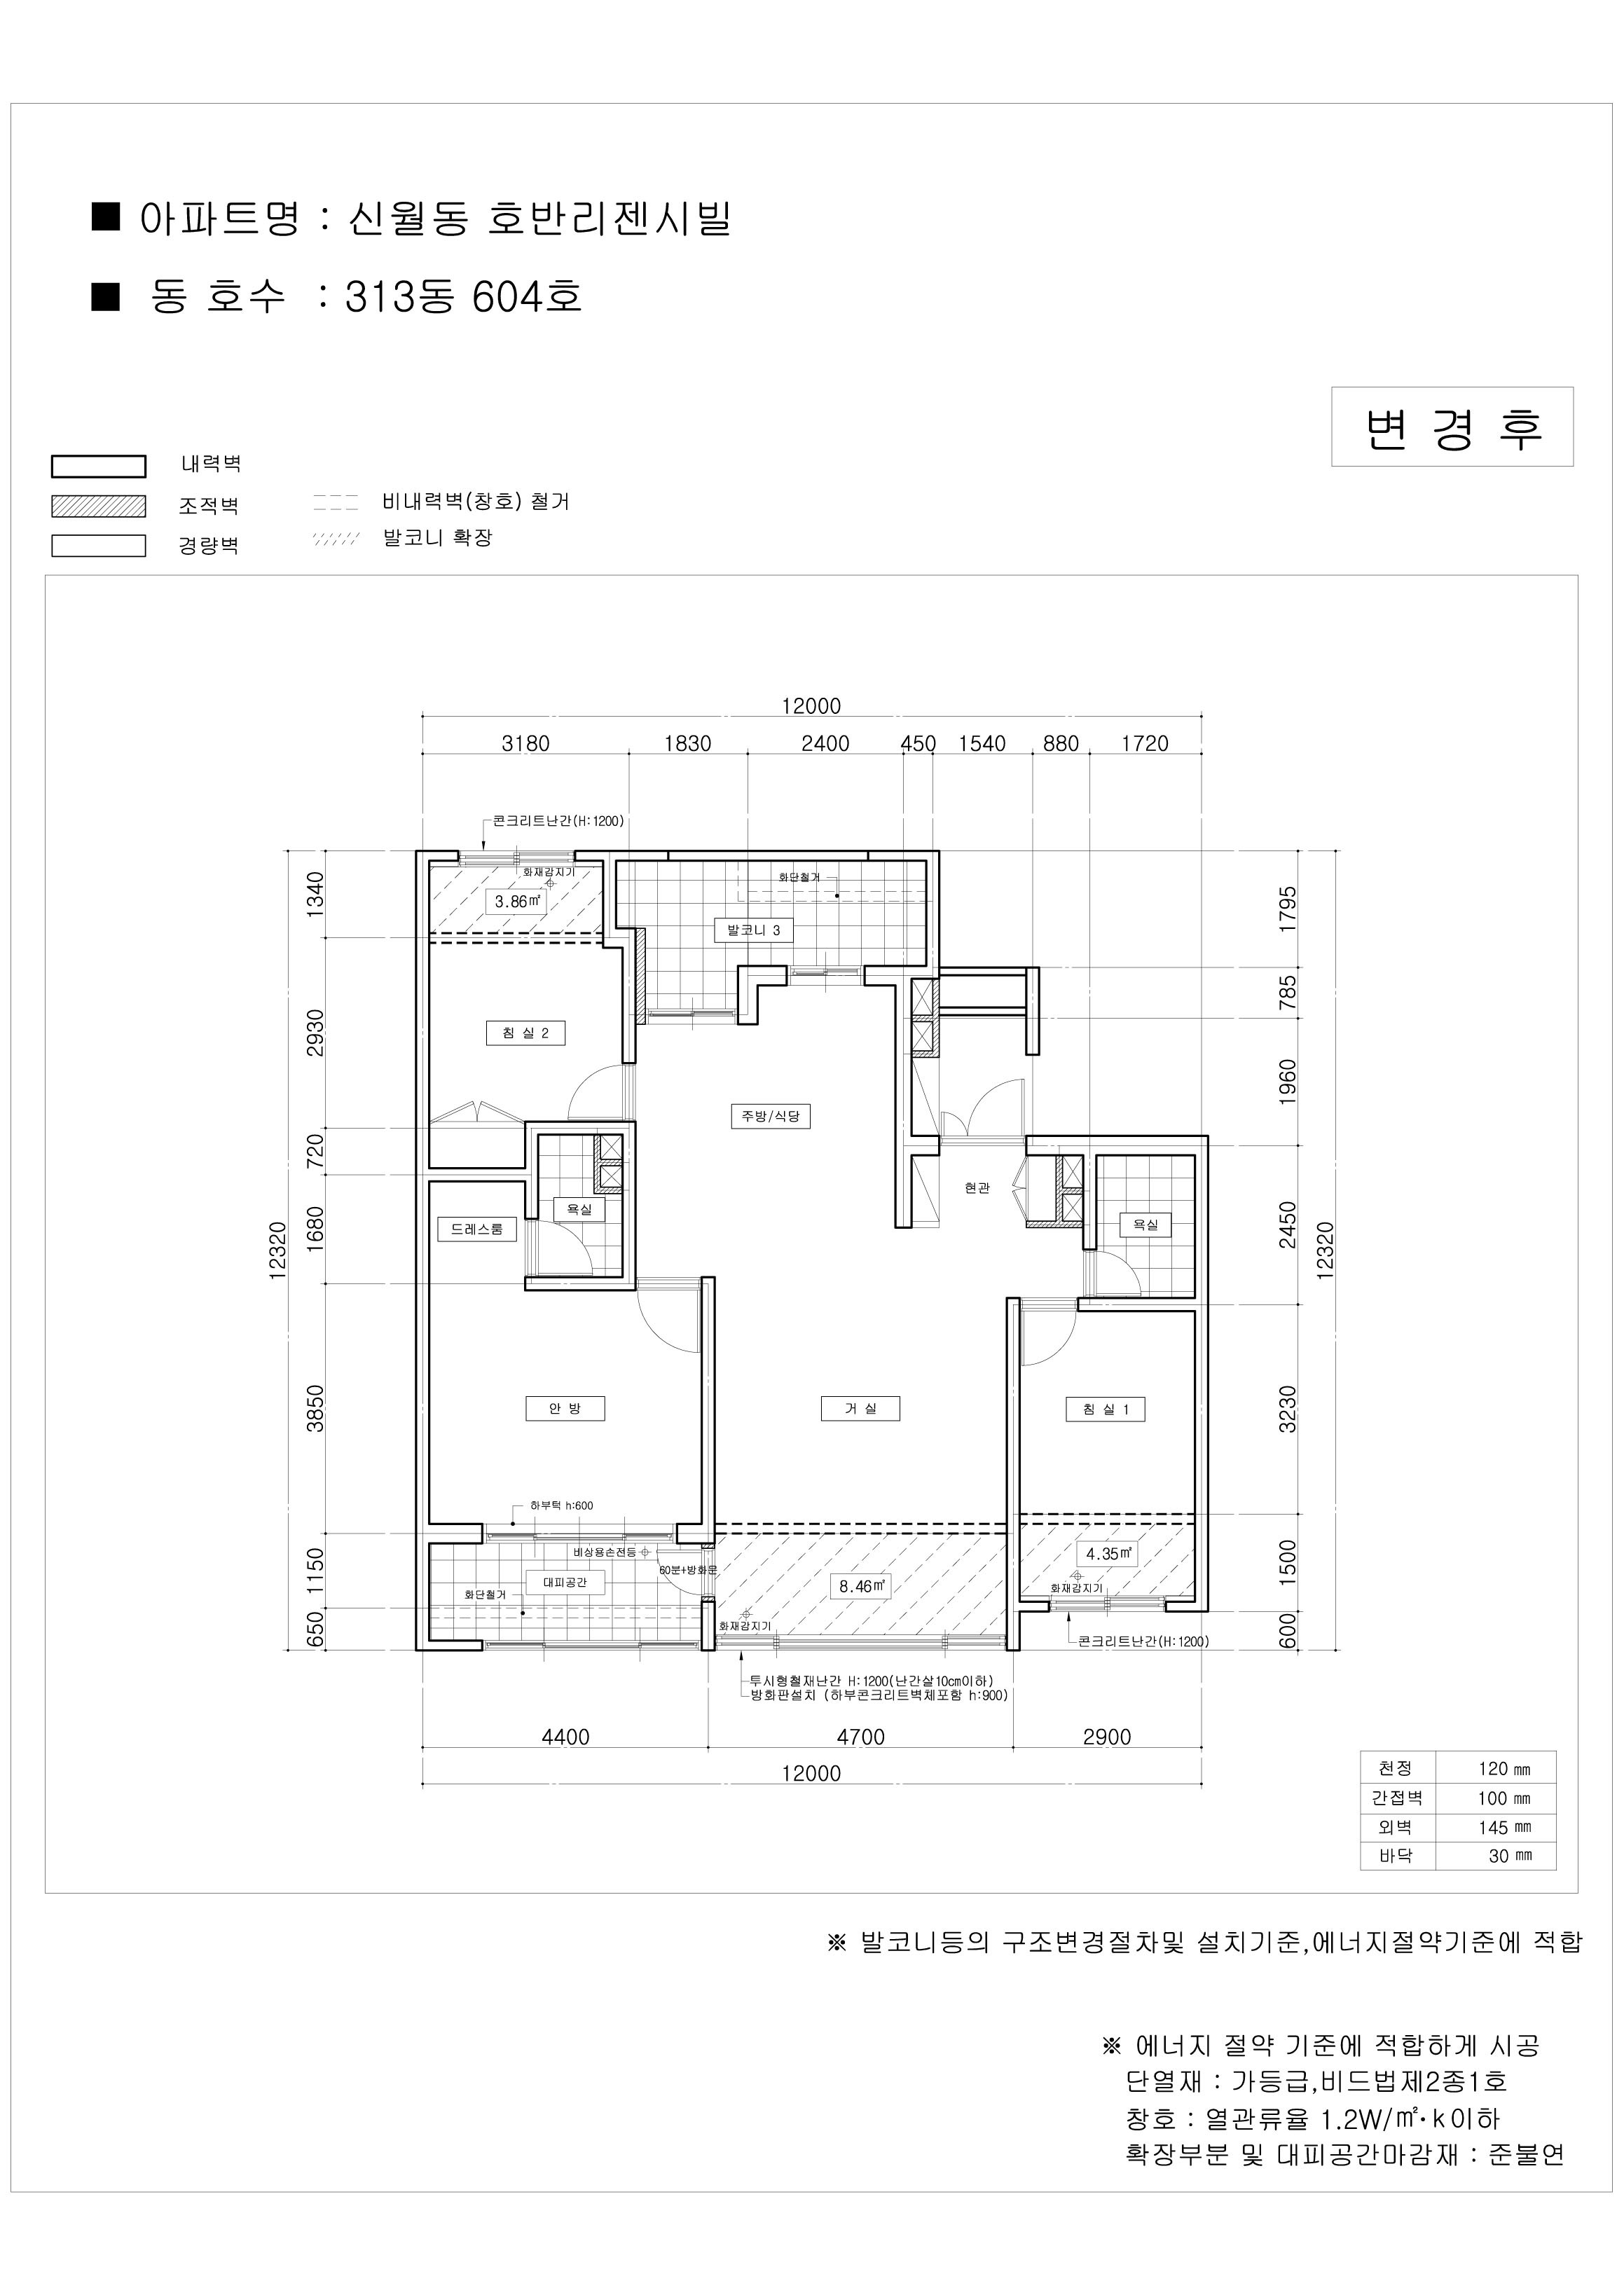 ■ 아파트명 : 신월동 호반리젠시빌
■ 동 호수 : 313동 604호
변 경 후
내력벽
조적벽
경량벽
비내력벽(창호) 철거
발코니 확장
12000
3180 1830 2400 450 1540 880 1720
콘크리트난간(H:1200)
화재감지기
3.86㎡
화단철거
발코니 3
침 실 2
주방/식당
현관
욕실
드레스룸
욕실
안 방
거 실
침 실 1
하부턱 h:600
비상용손전등
60분+방화문
대피공간
화단철거
8.46㎡
화재감지기
4.35㎡
화재감지기
콘크리트난간(H:1200)
투시형철재난간 H:1200(난간살10㎝이하)
방화판설치 (하부콘크리트벽체포함 h:900)
12320
1340
2930
720
1680
3850
1150
650
1795
785
1960
2450
3230
1500
600
12320
4400 4700 2900
12000
천정 120 ㎜
간접벽 100 ㎜
외벽 145 ㎜
바닥 30 ㎜
※ 발코니등의 구조변경절차및 설치기준,에너지절약기준에 적합
※ 에너지 절약 기준에 적합하게 시공
단열재 : 가등급,비드법제2종1호
창호 : 열관류율 1.2W/㎡·k이하
확장부분 및 대피공간마감재 : 준불연